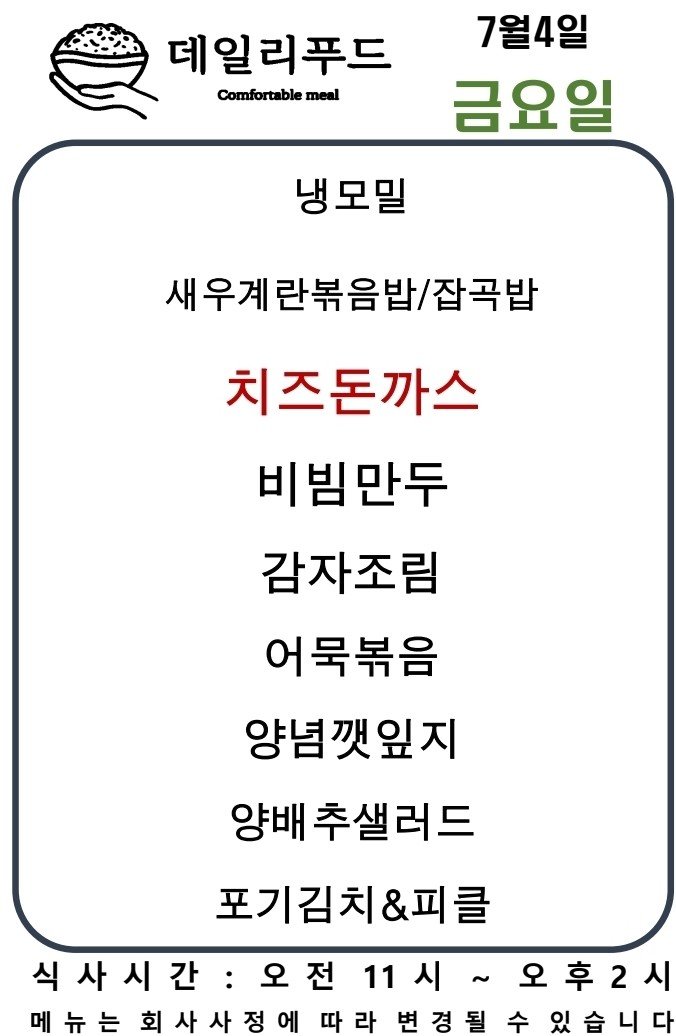 데일리푸드
Comfortable meal
7월4일
금요일
냉모밀
새우계란볶음밥/잡곡밥
치즈돈까스
비빔만두
감자조림
어묵볶음
양념깻잎지
양배추샐러드
포기김치&피클
식사시간 : 오전 11시 ~ 오후2시
메뉴는 회사사정에 따라 변경될 수 있습니다